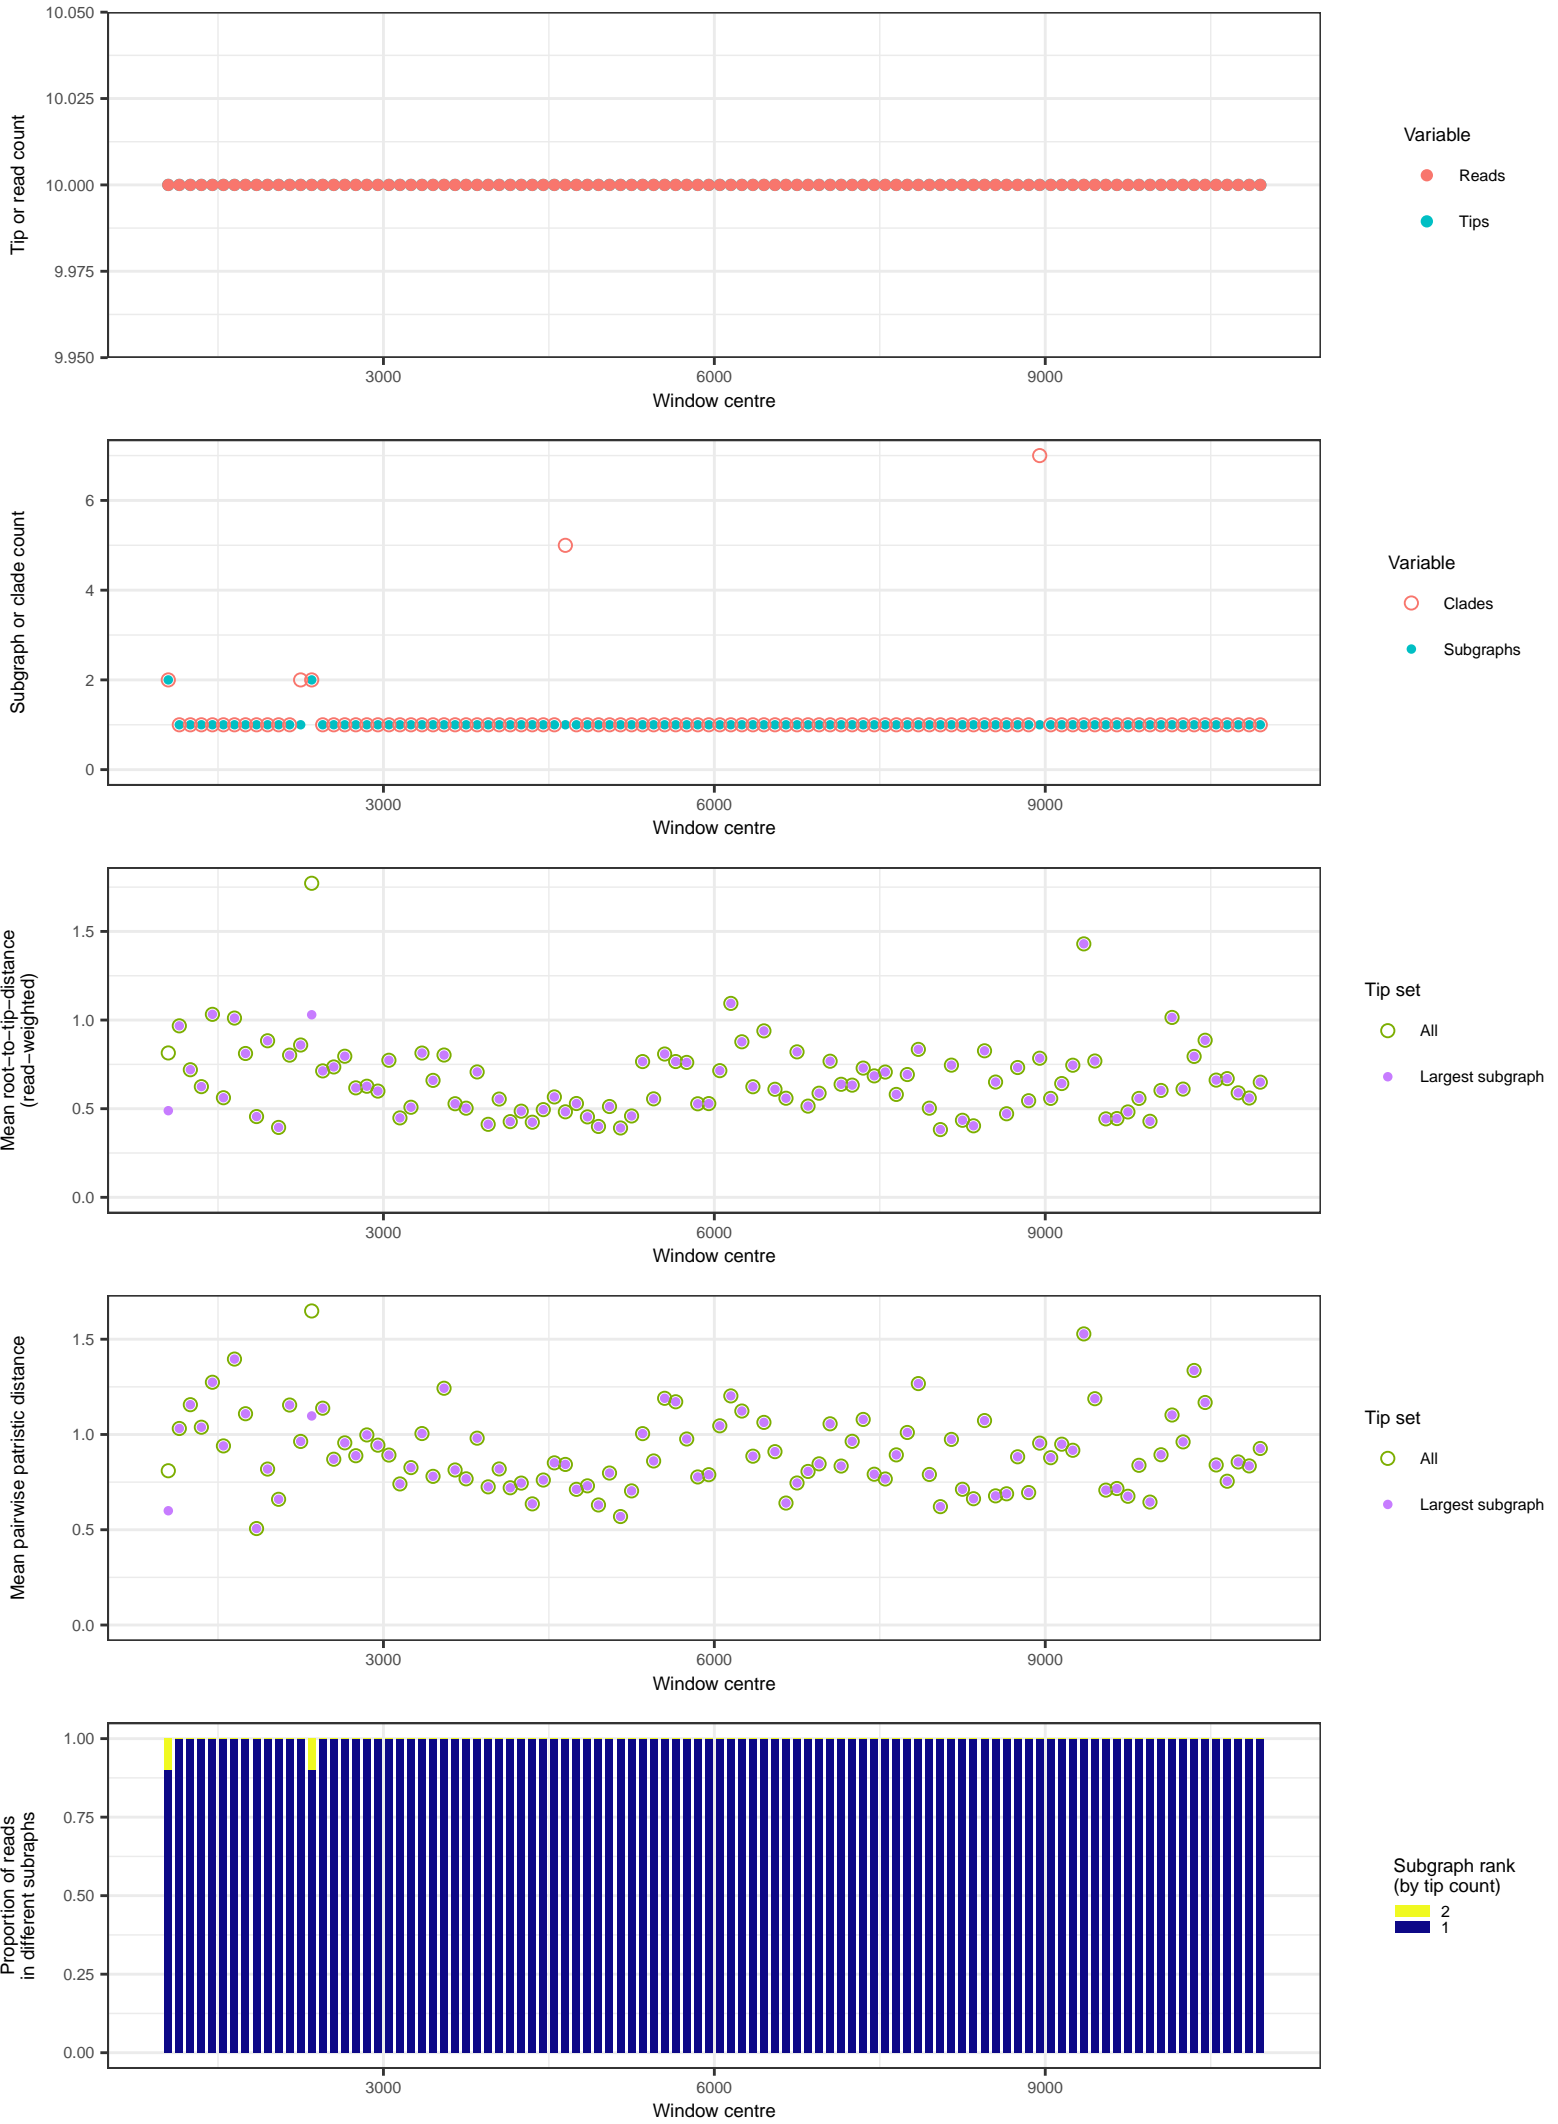 10.050
10.025
10.000
9.975
9.950
Tip or read count
3000 6000 9000
Window centre
Variable
Reads
Tips
6
4
2
0
Subgraph or clade count
3000 6000 9000
Window centre
Variable
Clades
Subgraphs
1.5
1.0
0.5
0.0
Mean root−to−tip−distance
(read−weighted)
3000 6000 9000
Window centre
Tip set
All
Largest subgraph
1.5
1.0
0.5
0.0
Mean pairwise patristic distance
3000 6000 9000
Window centre
Tip set
All
Largest subgraph
1.00
0.75
0.50
0.25
0.00
Proportion of reads
in different subraphs
3000 6000 9000
Window centre
Subgraph rank
(by tip count)
2
1